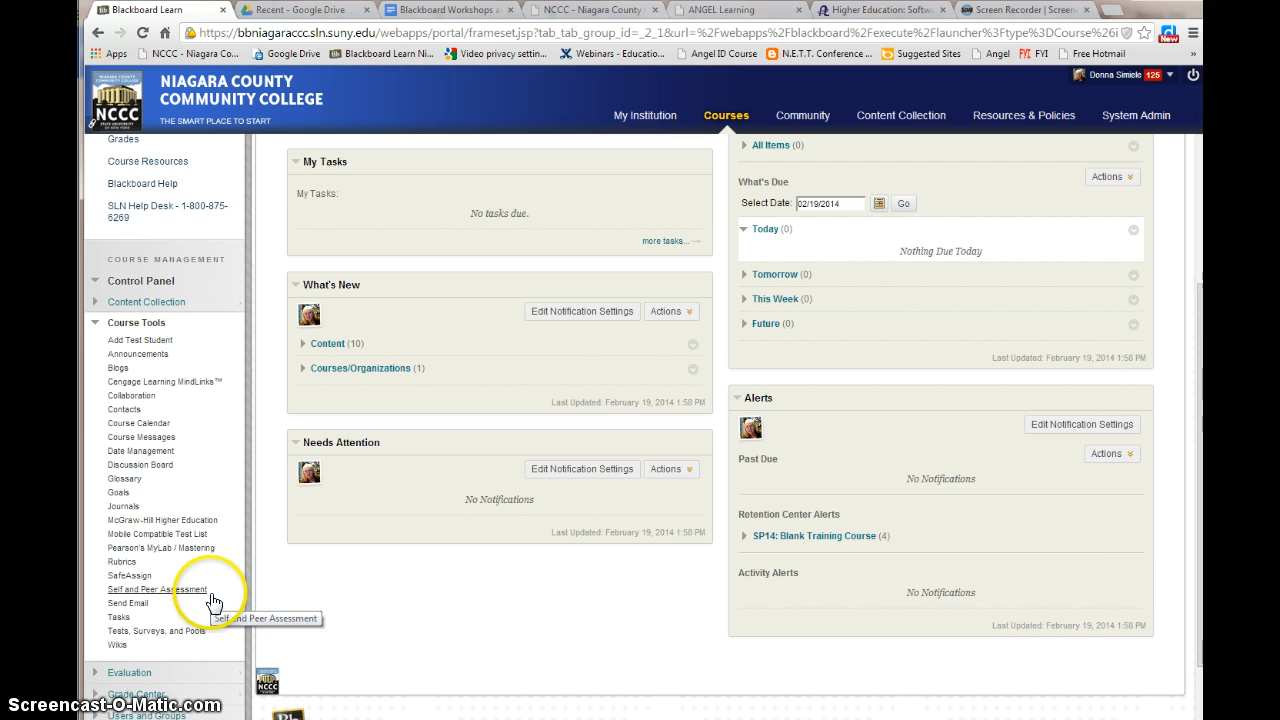 Blackboard Learn
Recent - Google Drive
Blackboard Workshops a
NCCC - Niagara County
ANGEL Learning
Higher Education: Softw
Screen Recorder | Screen
https://bbniagaraccc.sln.suny.edu/webapps/portal/
Apps
NCCC - Niagara Co...
Google Drive
Blackboard Learn Ni...
Video Security settin...
Webinars - Educatio...
Angel ID Course
N.E.T.A. Conference ...
Suggested Sites
Angel
FYI
Free Hotmail
New
NCCC
NIAGARA COUNTY
COMMUNITY COLLEGE
THE SMART PLACE TO START
Donna Simiele 125
My Institution
Courses
Community
Content Collection
Resources & Policies
System Admin
Grades
Course Resources
Blackboard Help
SLN Help Desk - 1-800-875-
6269
COURSE MANAGEMENT
Control Panel
Content Collection
Course Tools
Add Test Student
Announcements
Blogs
Cengage Learning MindLinks™
Collaboration
Contacts
Course Calendar
Course Messages
Date Management
Discussion Board
Glossary
Goals
Journals
McGraw-Hill Higher Education
Mobile Compatible Test List
Pearson's MyLab / Mastering
Rubrics
SafeAssign
Self and Peer Assessment
Send Email
Self and Peer Assessment
Tasks
Tests, Surveys, and Pools
Wikis
Evaluation
Grade Center
Users and Groups
My Tasks
My Tasks:
No tasks due.
more tasks...
What's New
Edit Notification Settings
Actions
Content (10)
Courses/Organizations (1)
Last Updated: February 19, 2014 1:58 PM
Needs Attention
Edit Notification Settings
Actions
No Notifications
Last Updated: February 19, 2014 1:58 PM
All Items (0)
What's Due
Actions
Select Date: 02/19/2014 Go
Today (0)
Nothing Due Today
Tomorrow (0)
This Week (0)
Future (0)
Last Updated: February 19, 2014 1:58 PM
Alerts
Edit Notification Settings
Past Due
Actions
No Notifications
Retention Center Alerts
SP14: Blank Training Course (4)
Activity Alerts
No Notifications
Last Updated: February 19, 2014 1:58 PM
NCCC
Bb
Screencast-O-Matic.com